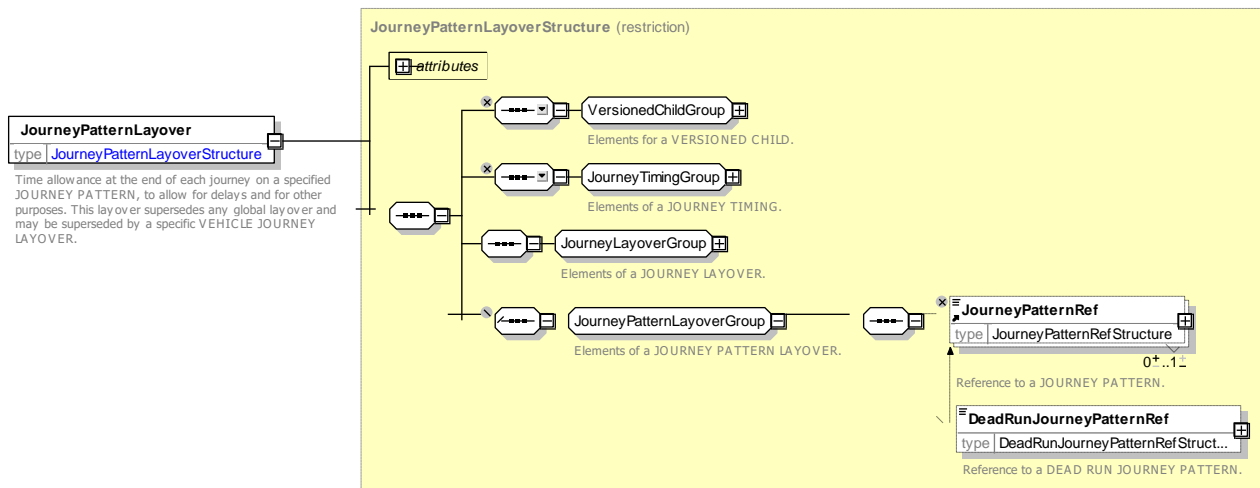 JourneyPatternLayoverStructure (restriction)
attributes
JourneyPatternLayover
type JourneyPatternLayoverStructure
Time allowance at the end of each journey on a specified
JOURNEY PATTERN, to allow for delays and for other
purposes. This layover supersedes any global layover and
may be superseded by a specific VEHICLE JOURNEY
LAYOVER.
VersionedChildGroup
Elements for a VERSIONED CHILD.
JourneyTimingGroup
Elements of a JOURNEY TIMING.
JourneyLayoverGroup
Elements of a JOURNEY LAYOVER.
JourneyPatternLayoverGroup
Elements of a JOURNEY PATTERN LAYOVER.
JourneyPatternRef
type JourneyPatternRefStructure
0±..1±
Reference to a JOURNEY PATTERN.
DeadRunJourneyPatternRef
type DeadRunJourneyPatternRefStruct...
Reference to a DEAD RUN JOURNEY PATTERN.